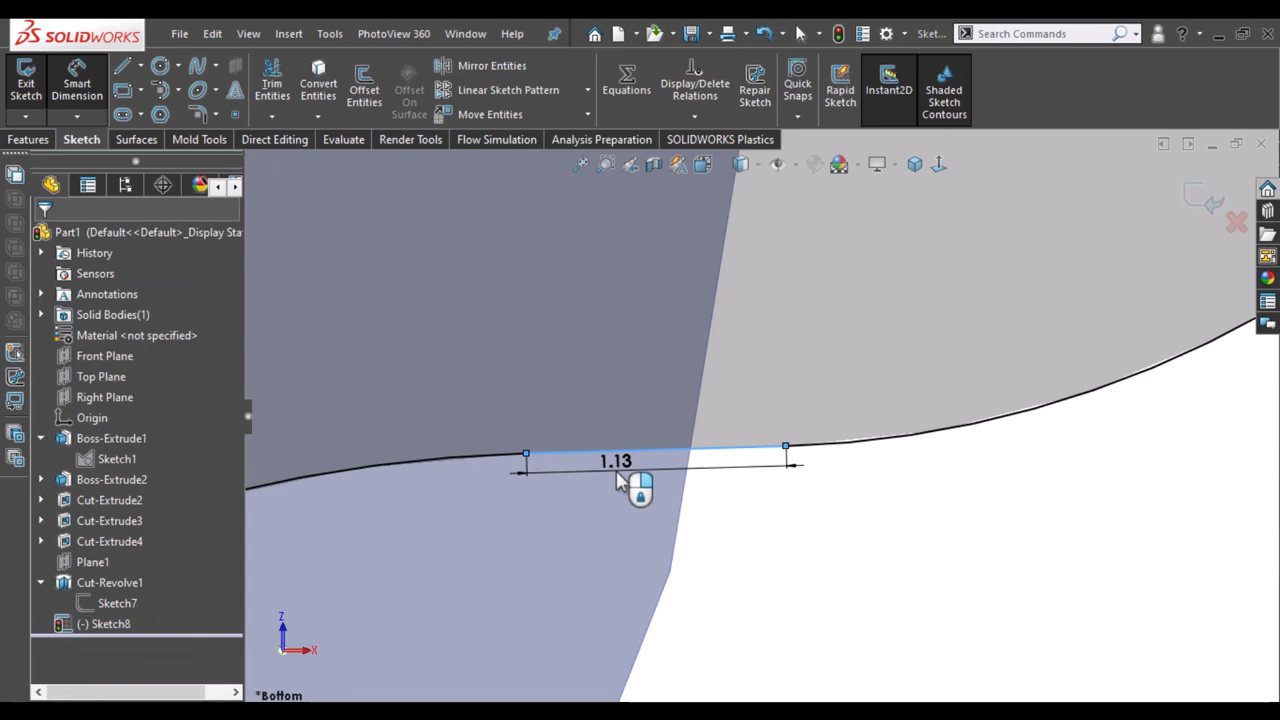 SOLIDWORKS File Edit View Insert Tools PhotoView 360 Window Help Sket... Search Commands ?
Exit Sketch
Smart Dimension
Trim Entities
Convert Entities
Offset Entities
Offset On Surface
Mirror Entities
Linear Sketch Pattern
Move Entities
Equations
Display/Delete Relations
Repair Sketch
Quick Snaps
Rapid Sketch
Instant2D
Shaded Sketch Contours
Features Sketch Surfaces Mold Tools Direct Editing Evaluate Render Tools Flow Simulation Analysis Preparation SOLIDWORKS Plastics
Part1 (Default<<Default>_Display Sta
History
Sensors
Annotations
Solid Bodies(1)
Material <not specified>
Front Plane
Top Plane
Right Plane
Origin
Boss-Extrude1
Sketch1
Boss-Extrude2
Cut-Extrude2
Cut-Extrude3
Cut-Extrude4
Plane1
Cut-Revolve1
Sketch7
(-) Sketch8
1.13
Z
X
*Bottom